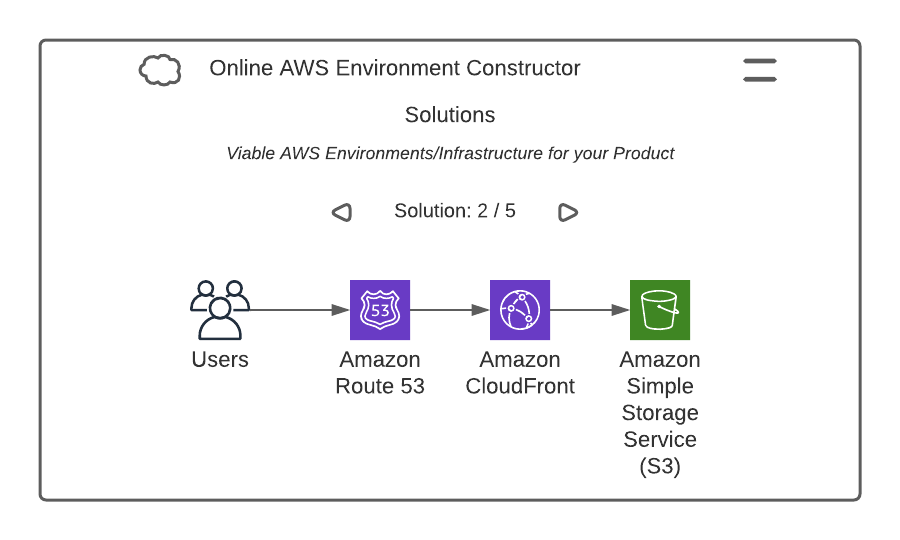 Online AWS Environment Constructor
Solutions
Viable AWS Environments/Infrastructure for your Product
Solution: 2 / 5
53
Users
Amazon
Route 53
Amazon
CloudFront
Amazon
Simple
Storage
Service
(S3)